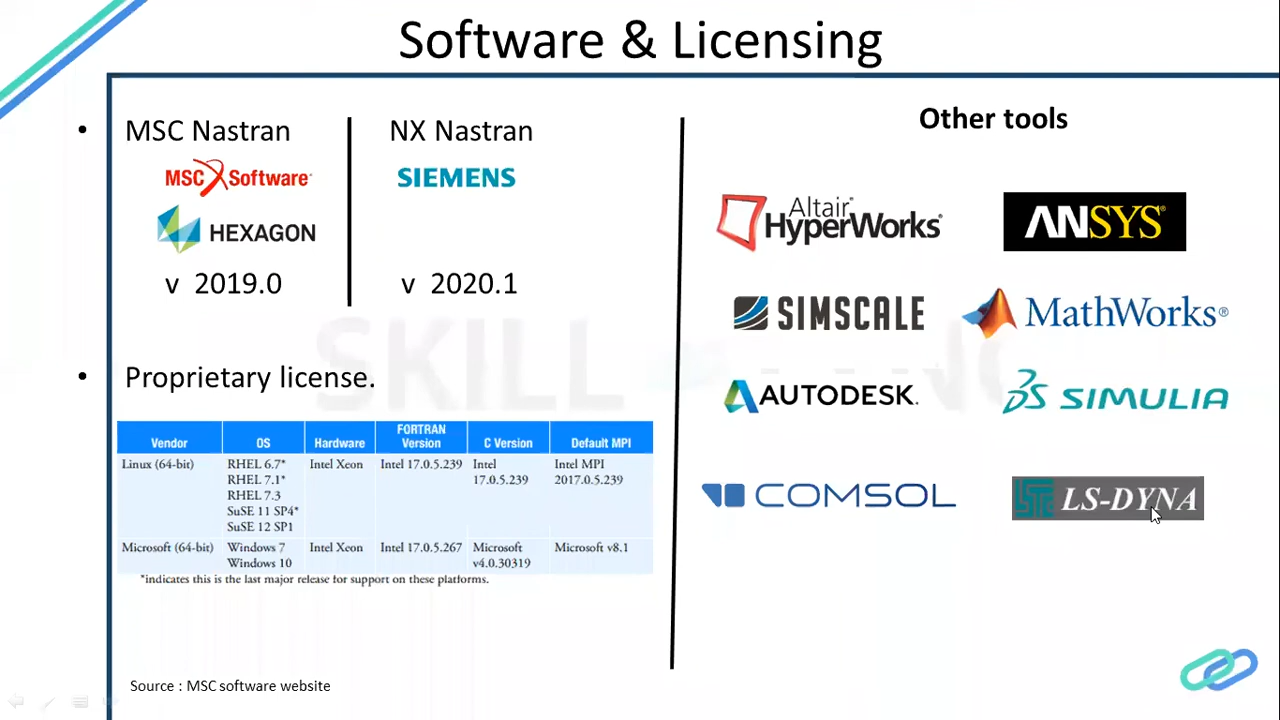 Software & Licensing
• MSC Nastran
MSC Software
HEXAGON
v 2019.0
NX Nastran
SIEMENS
v 2020.1
• Proprietary license.
Vendor OS Hardware FORTRAN Version C Version Default MPI
Linux (64-bit) RHEL 6.7* Intel Xeon Intel 17.0.5.239 Intel Intel MPI
RHEL 7.1* 17.0.5.239 2017.0.5.239
RHEL 7.3
SuSE 11 SP4*
SuSE 12 SP1
Microsoft (64-bit) Windows 7 Intel Xeon Intel 17.0.5.267 Microsoft Microsoft v8.1
Windows 10 v4.0.30319
*indicates this is the last major release for support on these platforms.
Source : MSC software website
Other tools
Altair®
HyperWorks®
ANSYS®
SIMSCALE
MathWorks®
AUTODESK.
SIMULIA
COMSOL
LS-DYNA
SKILL